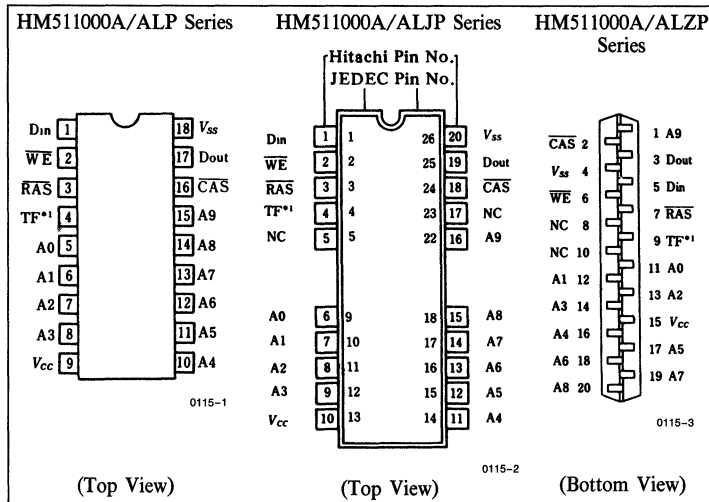 HM511000A/ALP Series
Din 1 18 Vss
WE 2 17 Dout
RAS 3 16 CAS
TF*1 4 15 A9
A0 5 14 A8
A1 6 13 A7
A2 7 12 A6
A3 8 11 A5
Vcc 9 10 A4
0115-1
(Top View)
HM511000A/ALJP Series
Hitachi Pin No.
JEDEC Pin No.
Din 1 1 26 20 Vss
WE 2 2 25 19 Dout
RAS 3 3 24 18 CAS
TF*1 4 4 23 17 NC
NC 5 5 22 16 A9
A0 6 9 18 15 A8
A1 7 10 17 14 A7
A2 8 11 16 13 A6
A3 9 12 15 12 A5
Vcc 10 13 14 11 A4
0115-2
(Top View)
HM511000A/ALZP
Series
1 A9
CAS 2
3 Dout
Vss 4
5 Din
WE 6
7 RAS
NC 8
9 TF*1
NC 10
11 A0
A1 12
13 A2
A3 14
15 Vcc
A4 16
17 A5
A6 18
19 A7
A8 20
0115-3
(Bottom View)